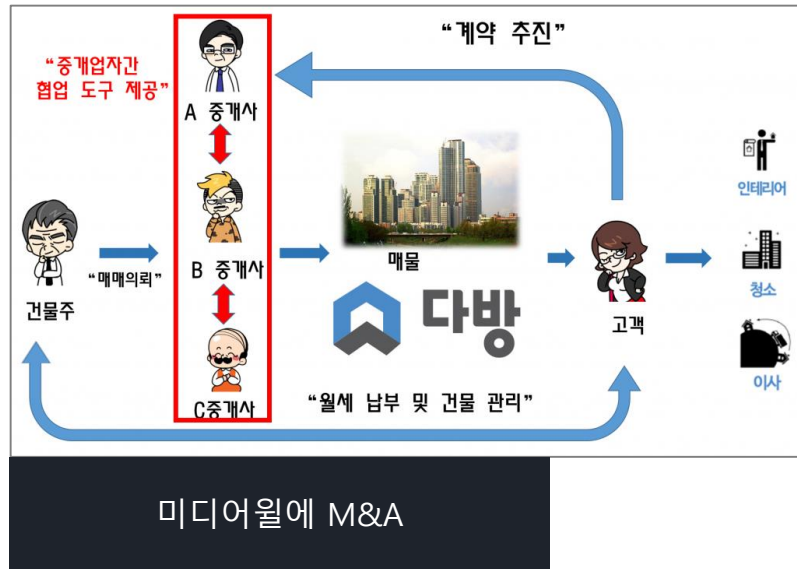 “계약 추진”
“중개업자간
협업 도구 제공”
A 중개사
인테리어
매물
B 중개사
“매매의뢰”
건물주
청소
다방
고객
이사
C중개사
“월세 납부 및 건물 관리”
미디어윌에 M&A